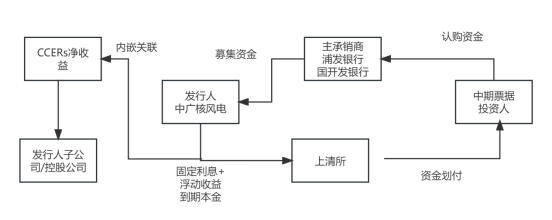 认购资金
主承销商
浦发银行
国开发银行
募集资金
内嵌关联
CCERs净收
益
中期票据
投资人
发行人
中广核风电
发行人子公
司/控股公司
上清所
固定利息+
浮动收益
到期本金
资金划付